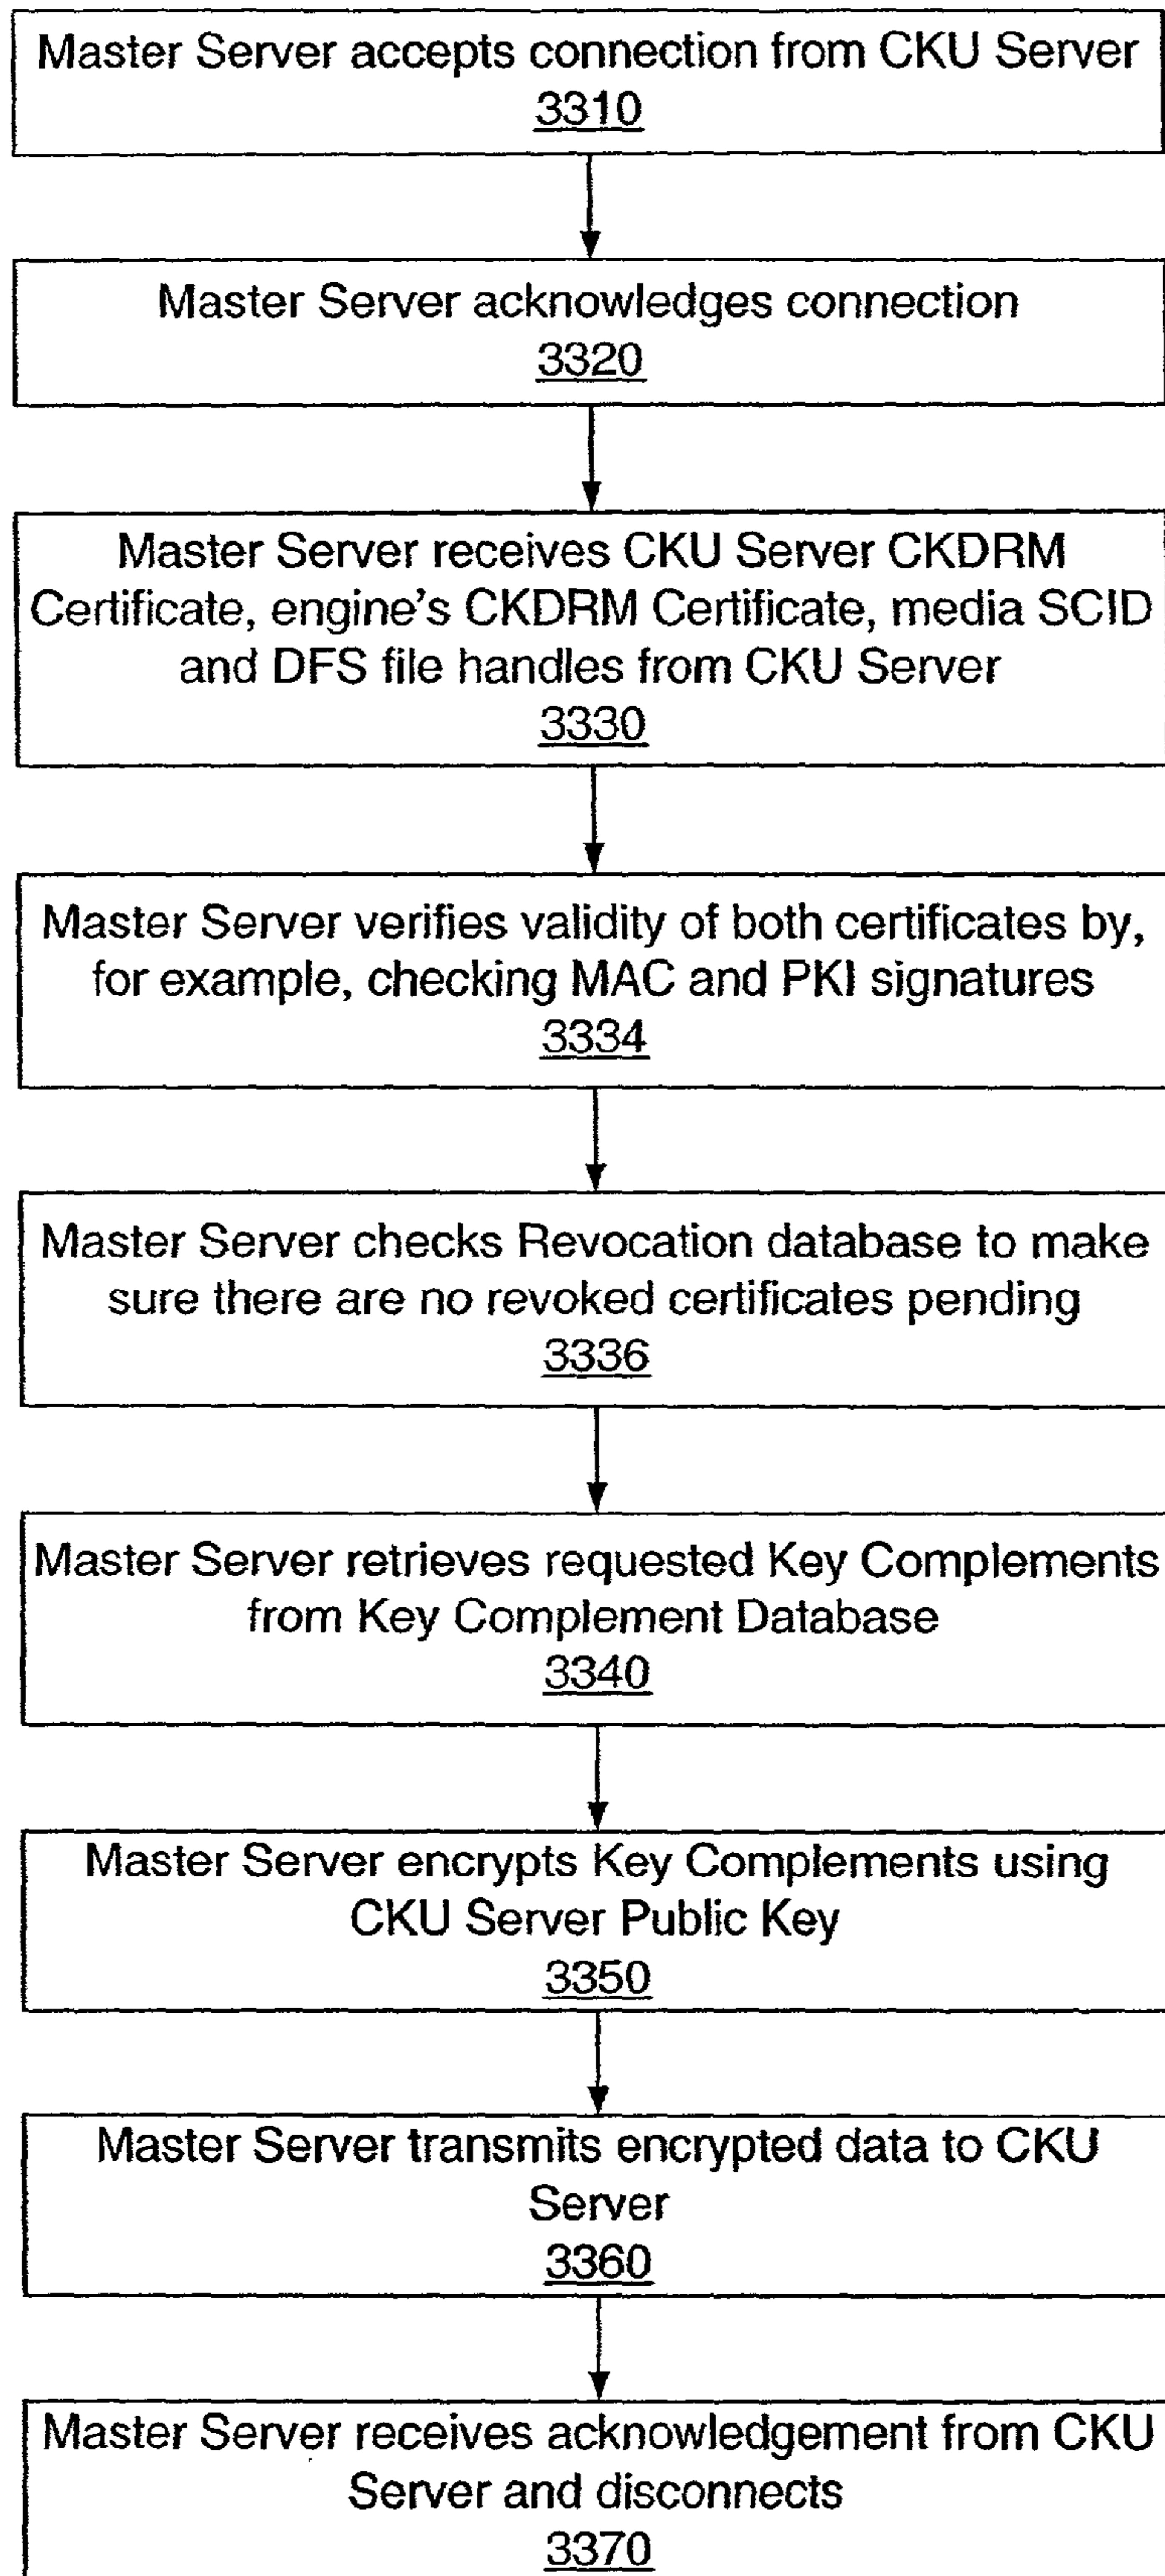 Master Server accepts connection from CKU Server
3310
Master Server acknowledges connection
3320
Master Server receives CKU Server CKDRM
Certificate, engine's CKDRM Certificate, media SCID
and DFS file handles from CKU Server
3330
Master Server verifies validity of both certificates by,
for example, checking MAC and PKI signatures
3334
Master Server checks Revocation database to make
sure there are no revoked certificates pending
3336
Master Server retrieves requested Key Complements
from Key Complement Database
3340
Master Server encrypts Key Complements using
CKU Server Public Key
3350
Master Server transmits encrypted data to CKU
Server
3360
Master Server receives acknowledgement from CKU
Server and disconnects
3370